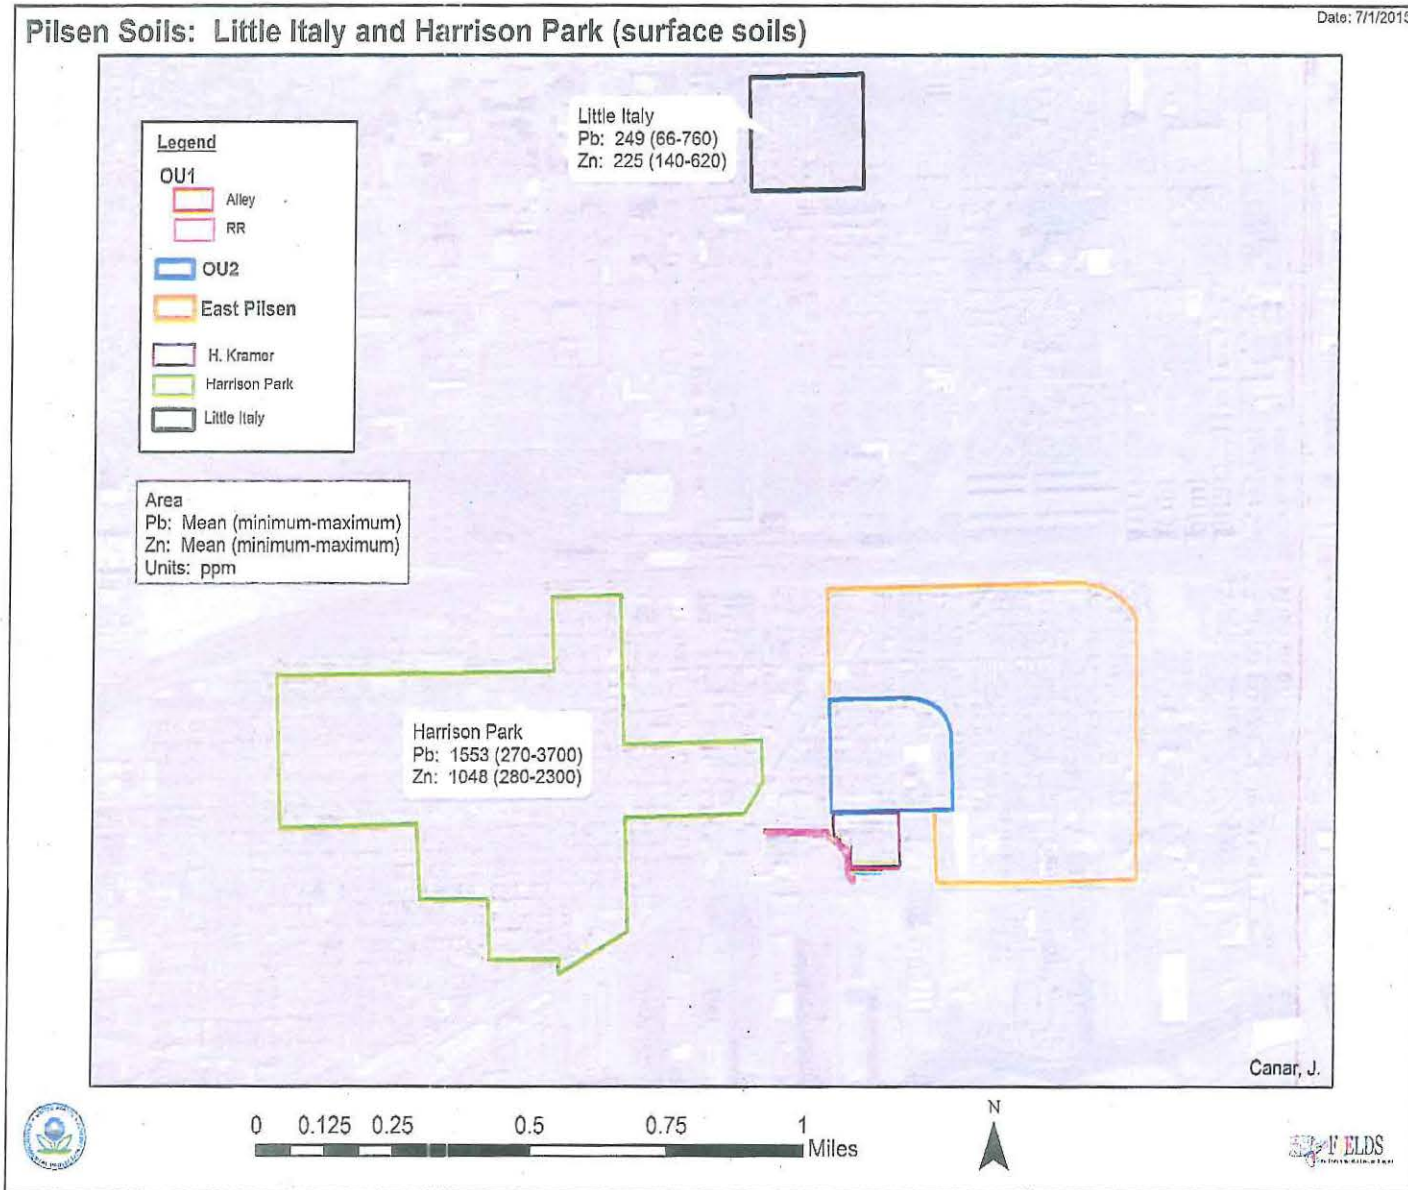 Date: 7/1/2015
Pilsen Soils: Little Italy and Harrison Park (surface soils)
Little Italy
Pb: 249 (66-760)
Zn: 225 (140-620)
Legend
OU1
Alley
RR
OU2
East Pilsen
H. Kramer
Harrison Park
Little Italy
Area
Pb: Mean (minimum-maximum)
Zn: Mean (minimum-maximum)
Units: ppm
Harrison Park
Pb: 1553 (270-3700)
Zn: 1048 (280-2300)
Canar, J.
0 0.125 0.25 0.5 0.75 1
Miles
N
FIELDS